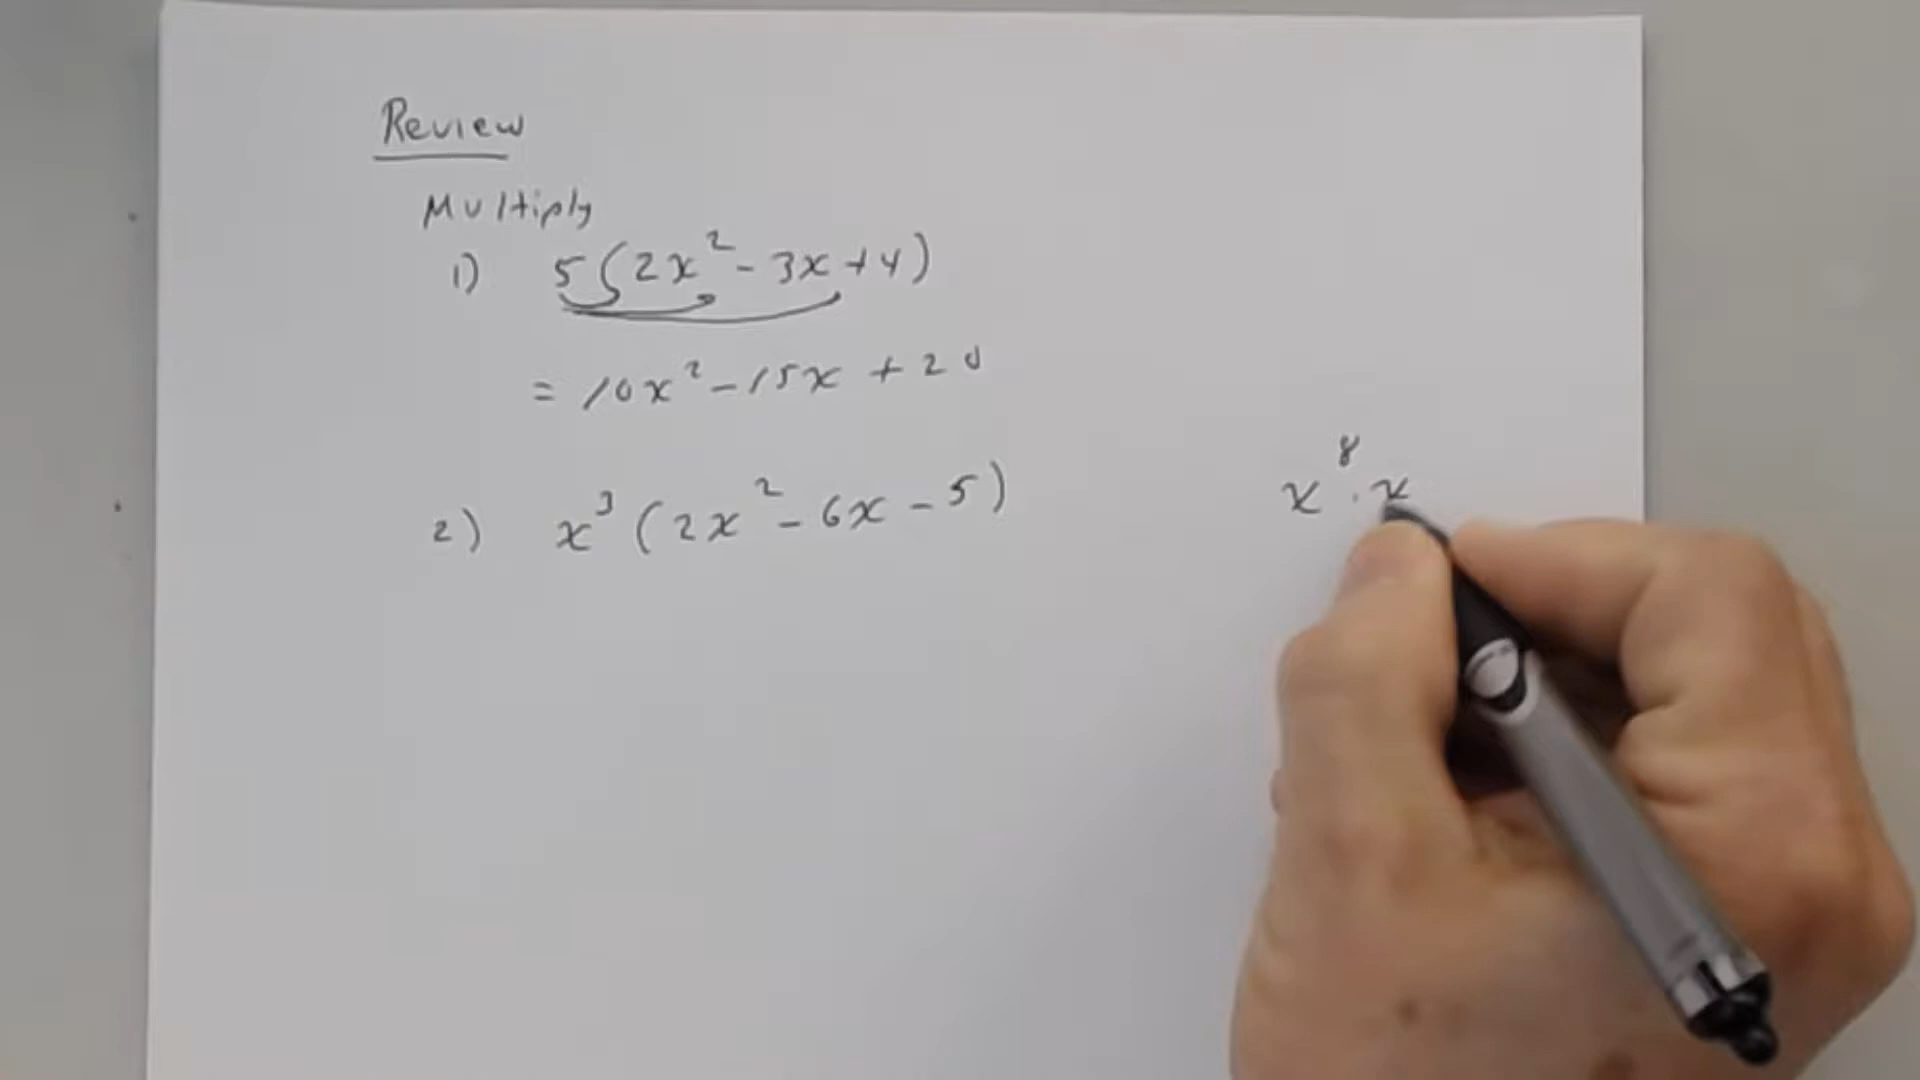 Review
Multiply
1) 5(2x² - 3x + 4)
= 10x² - 15x + 20
2) x³ (2x² - 6x - 5)
x⁸ · x